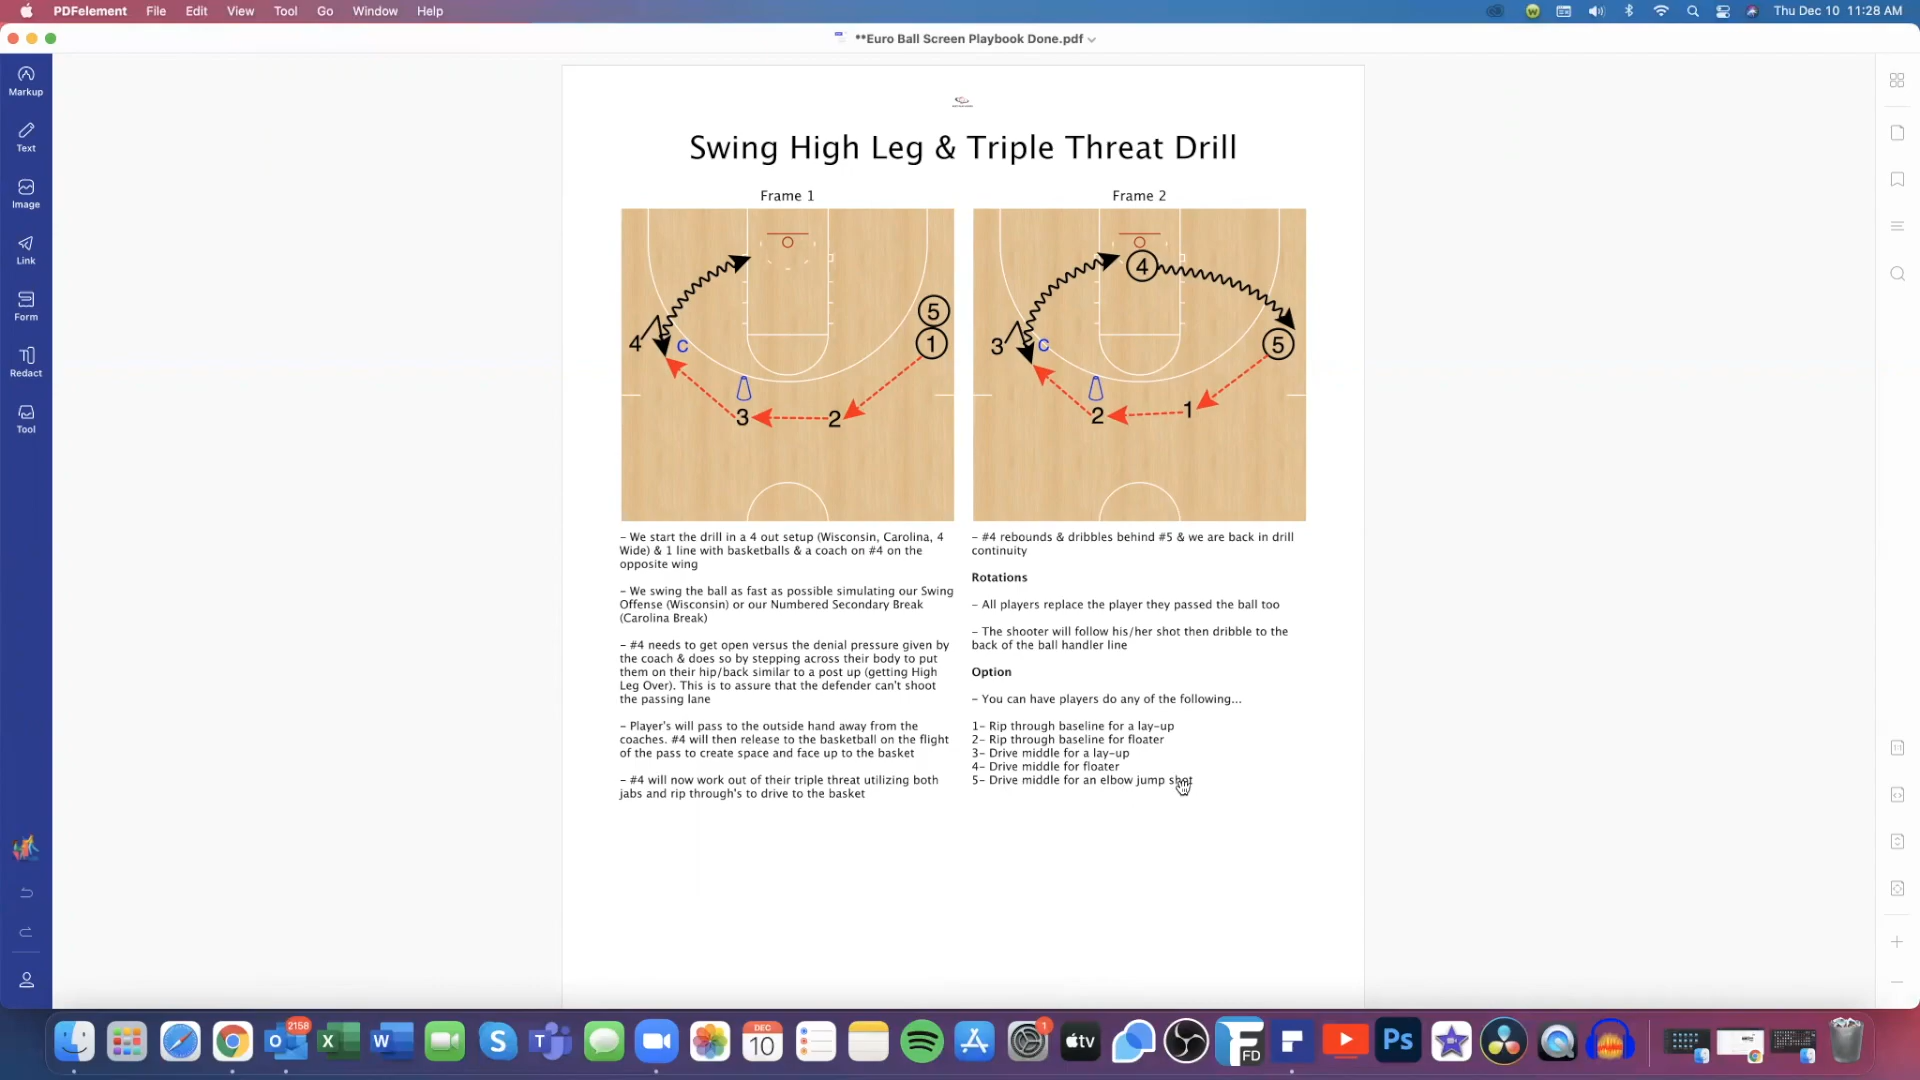 PDFelement File Edit View Tool Go Window Help
Thu Dec 10 11:28 AM
**Euro Ball Screen Playbook Done.pdf
Markup
Text
Image
Link
Form
Redact
Tool
Swing High Leg & Triple Threat Drill
Frame 1
5
1
4
C
3
2
- We start the drill in a 4 out setup (Wisconsin, Carolina, 4
Wide) & 1 line with basketballs & a coach on #4 on the
opposite wing
- We swing the ball as fast as possible simulating our Swing
Offense (Wisconsin) or our Numbered Secondary Break
(Carolina Break)
- #4 needs to get open versus the denial pressure given by
the coach & does so by stepping across their body to put
them on their hip/back similar to a post up (getting High
Leg Over). This is to assure that the defender can't shoot
the passing lane
- Player's will pass to the outside hand away from the
coaches. #4 will then release to the basketball on the flight
of the pass to create space and face up to the basket
- #4 will now work out of their triple threat utilizing both
jabs and rip through's to drive to the basket
Frame 2
4
3
C
5
2
1
- #4 rebounds & dribbles behind #5 & we are back in drill
continuity
Rotations
- All players replace the player they passed the ball too
- The shooter will follow his/her shot then dribble to the
back of the ball handler line
Option
- You can have players do any of the following...
1- Rip through baseline for a lay-up
2- Rip through baseline for floater
3- Drive middle for a lay-up
4- Drive middle for floater
5- Drive middle for an elbow jump shot
2158
DEC
10
1
tv
FD
Ps